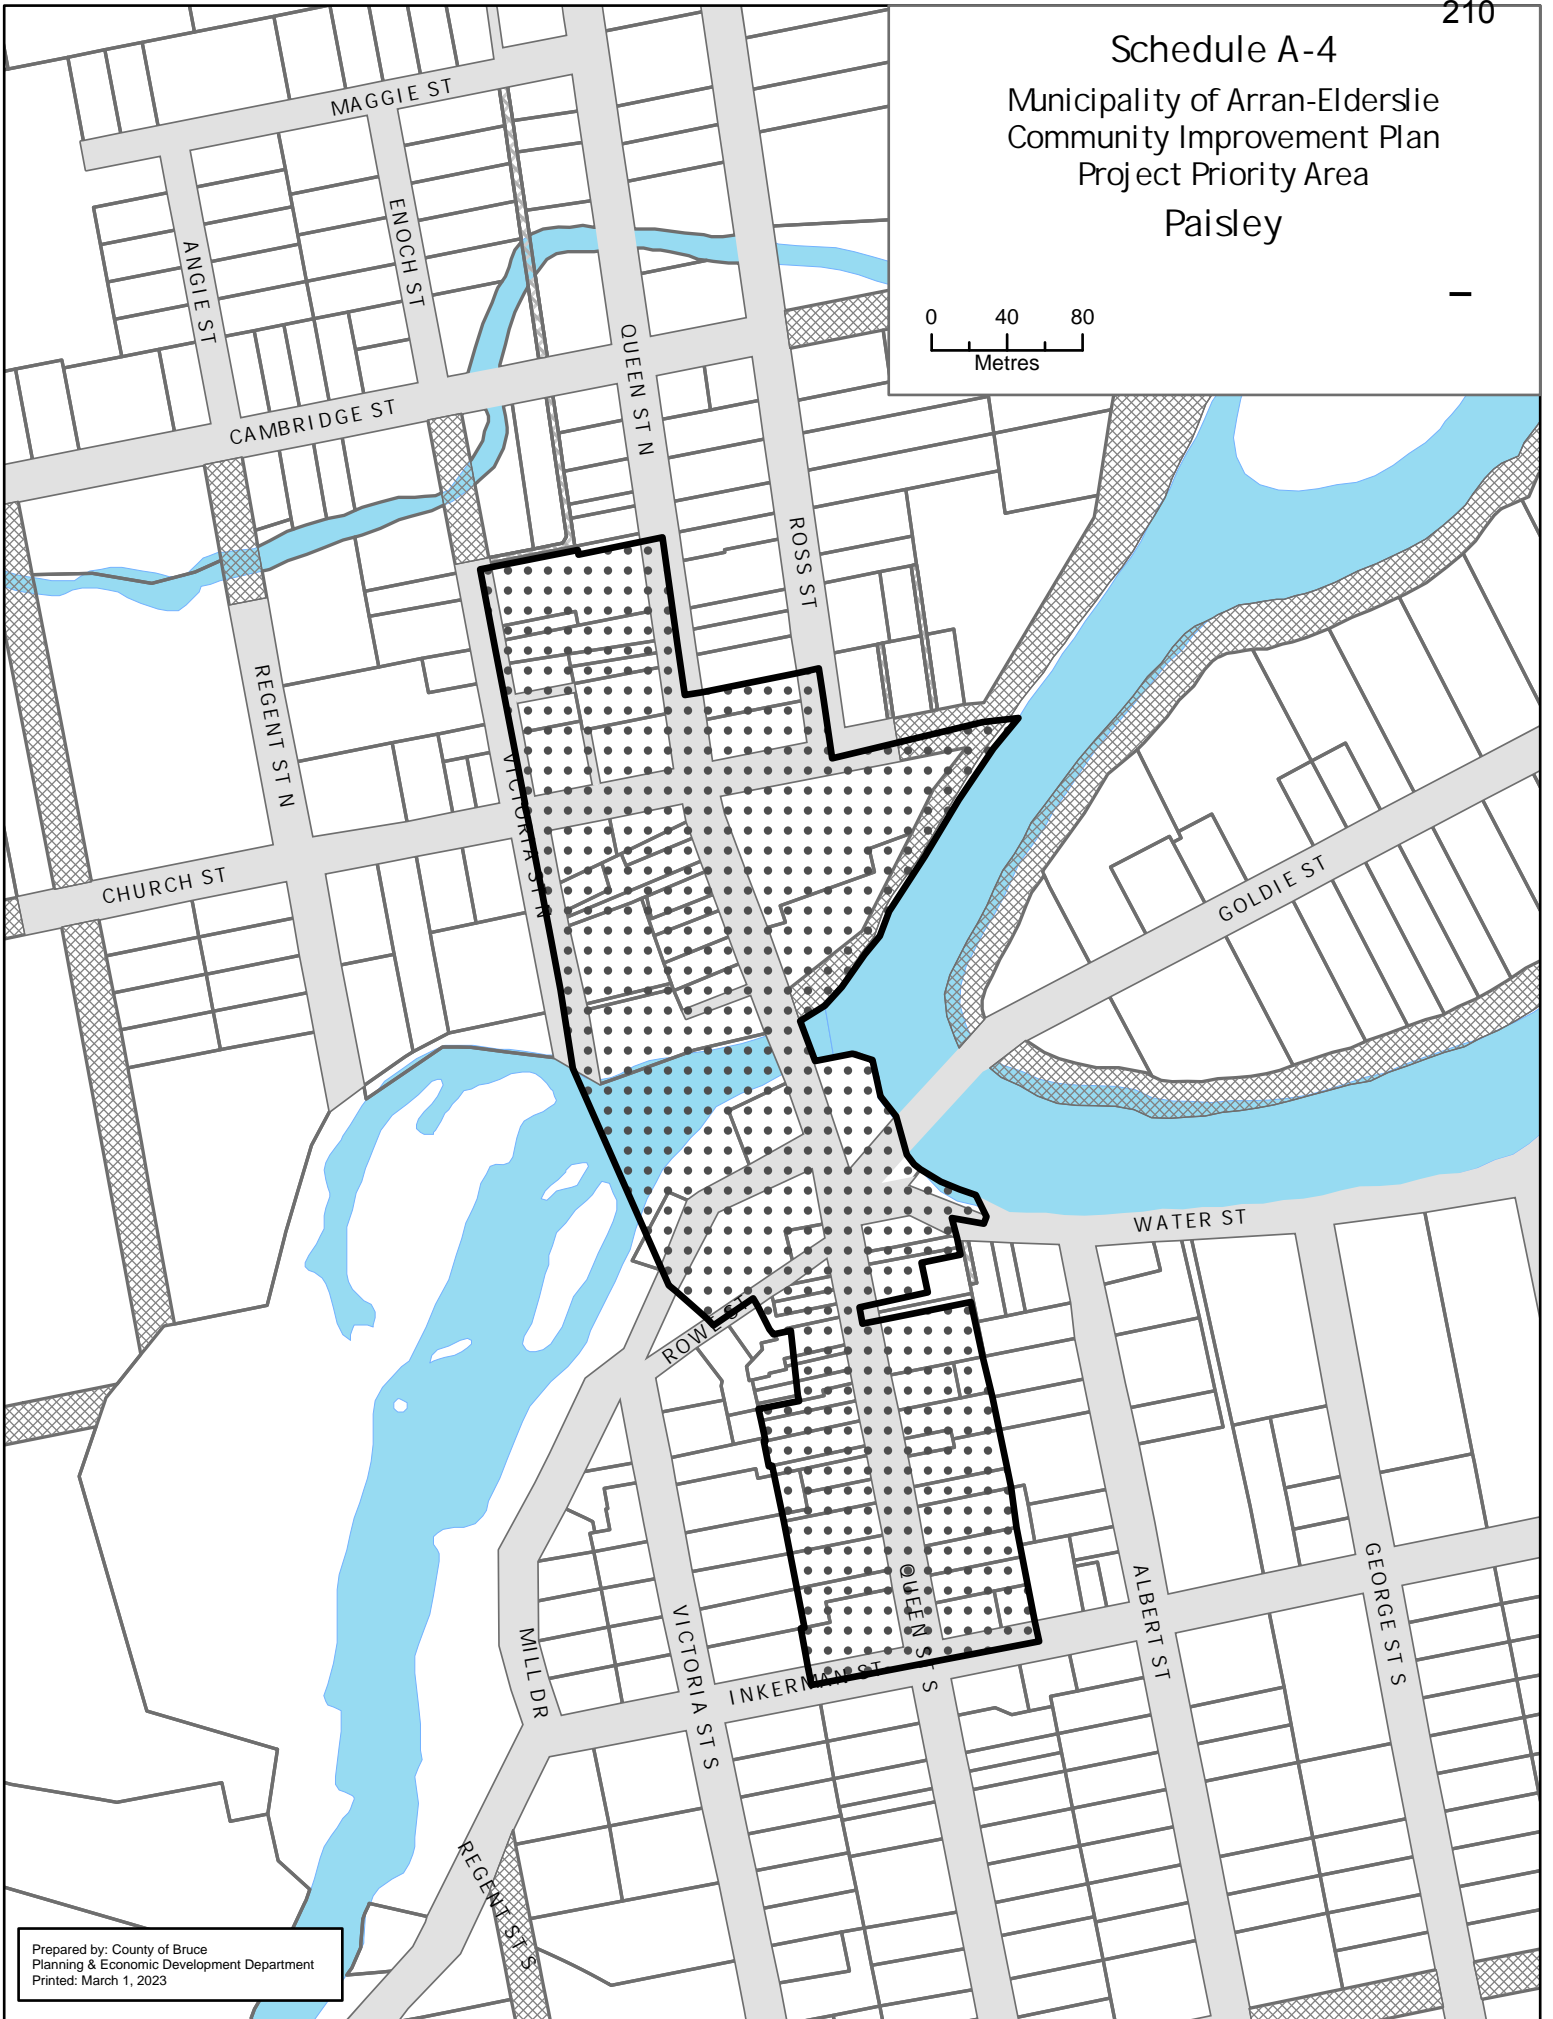 210
Schedule A-4
Municipality of Arran-Elderslie
Community Improvement Plan
Project Priority Area
Paisley
0 40 80
Metres
MAGGIE ST
ENOCH ST
ANGIE ST
QUEEN ST N
CAMBRIDGE ST
ROSS ST
REGENT ST N
VICTORIA ST N
CHURCH ST
GOLDIE ST
WATER ST
ROWE ST
QUEEN ST S
ALBERT ST
GEORGE ST S
VICTORIA ST S
MILL DR
INKERMAN ST
REGENT ST S
Prepared by: County of Bruce
Planning & Economic Development Department
Printed: March 1, 2023